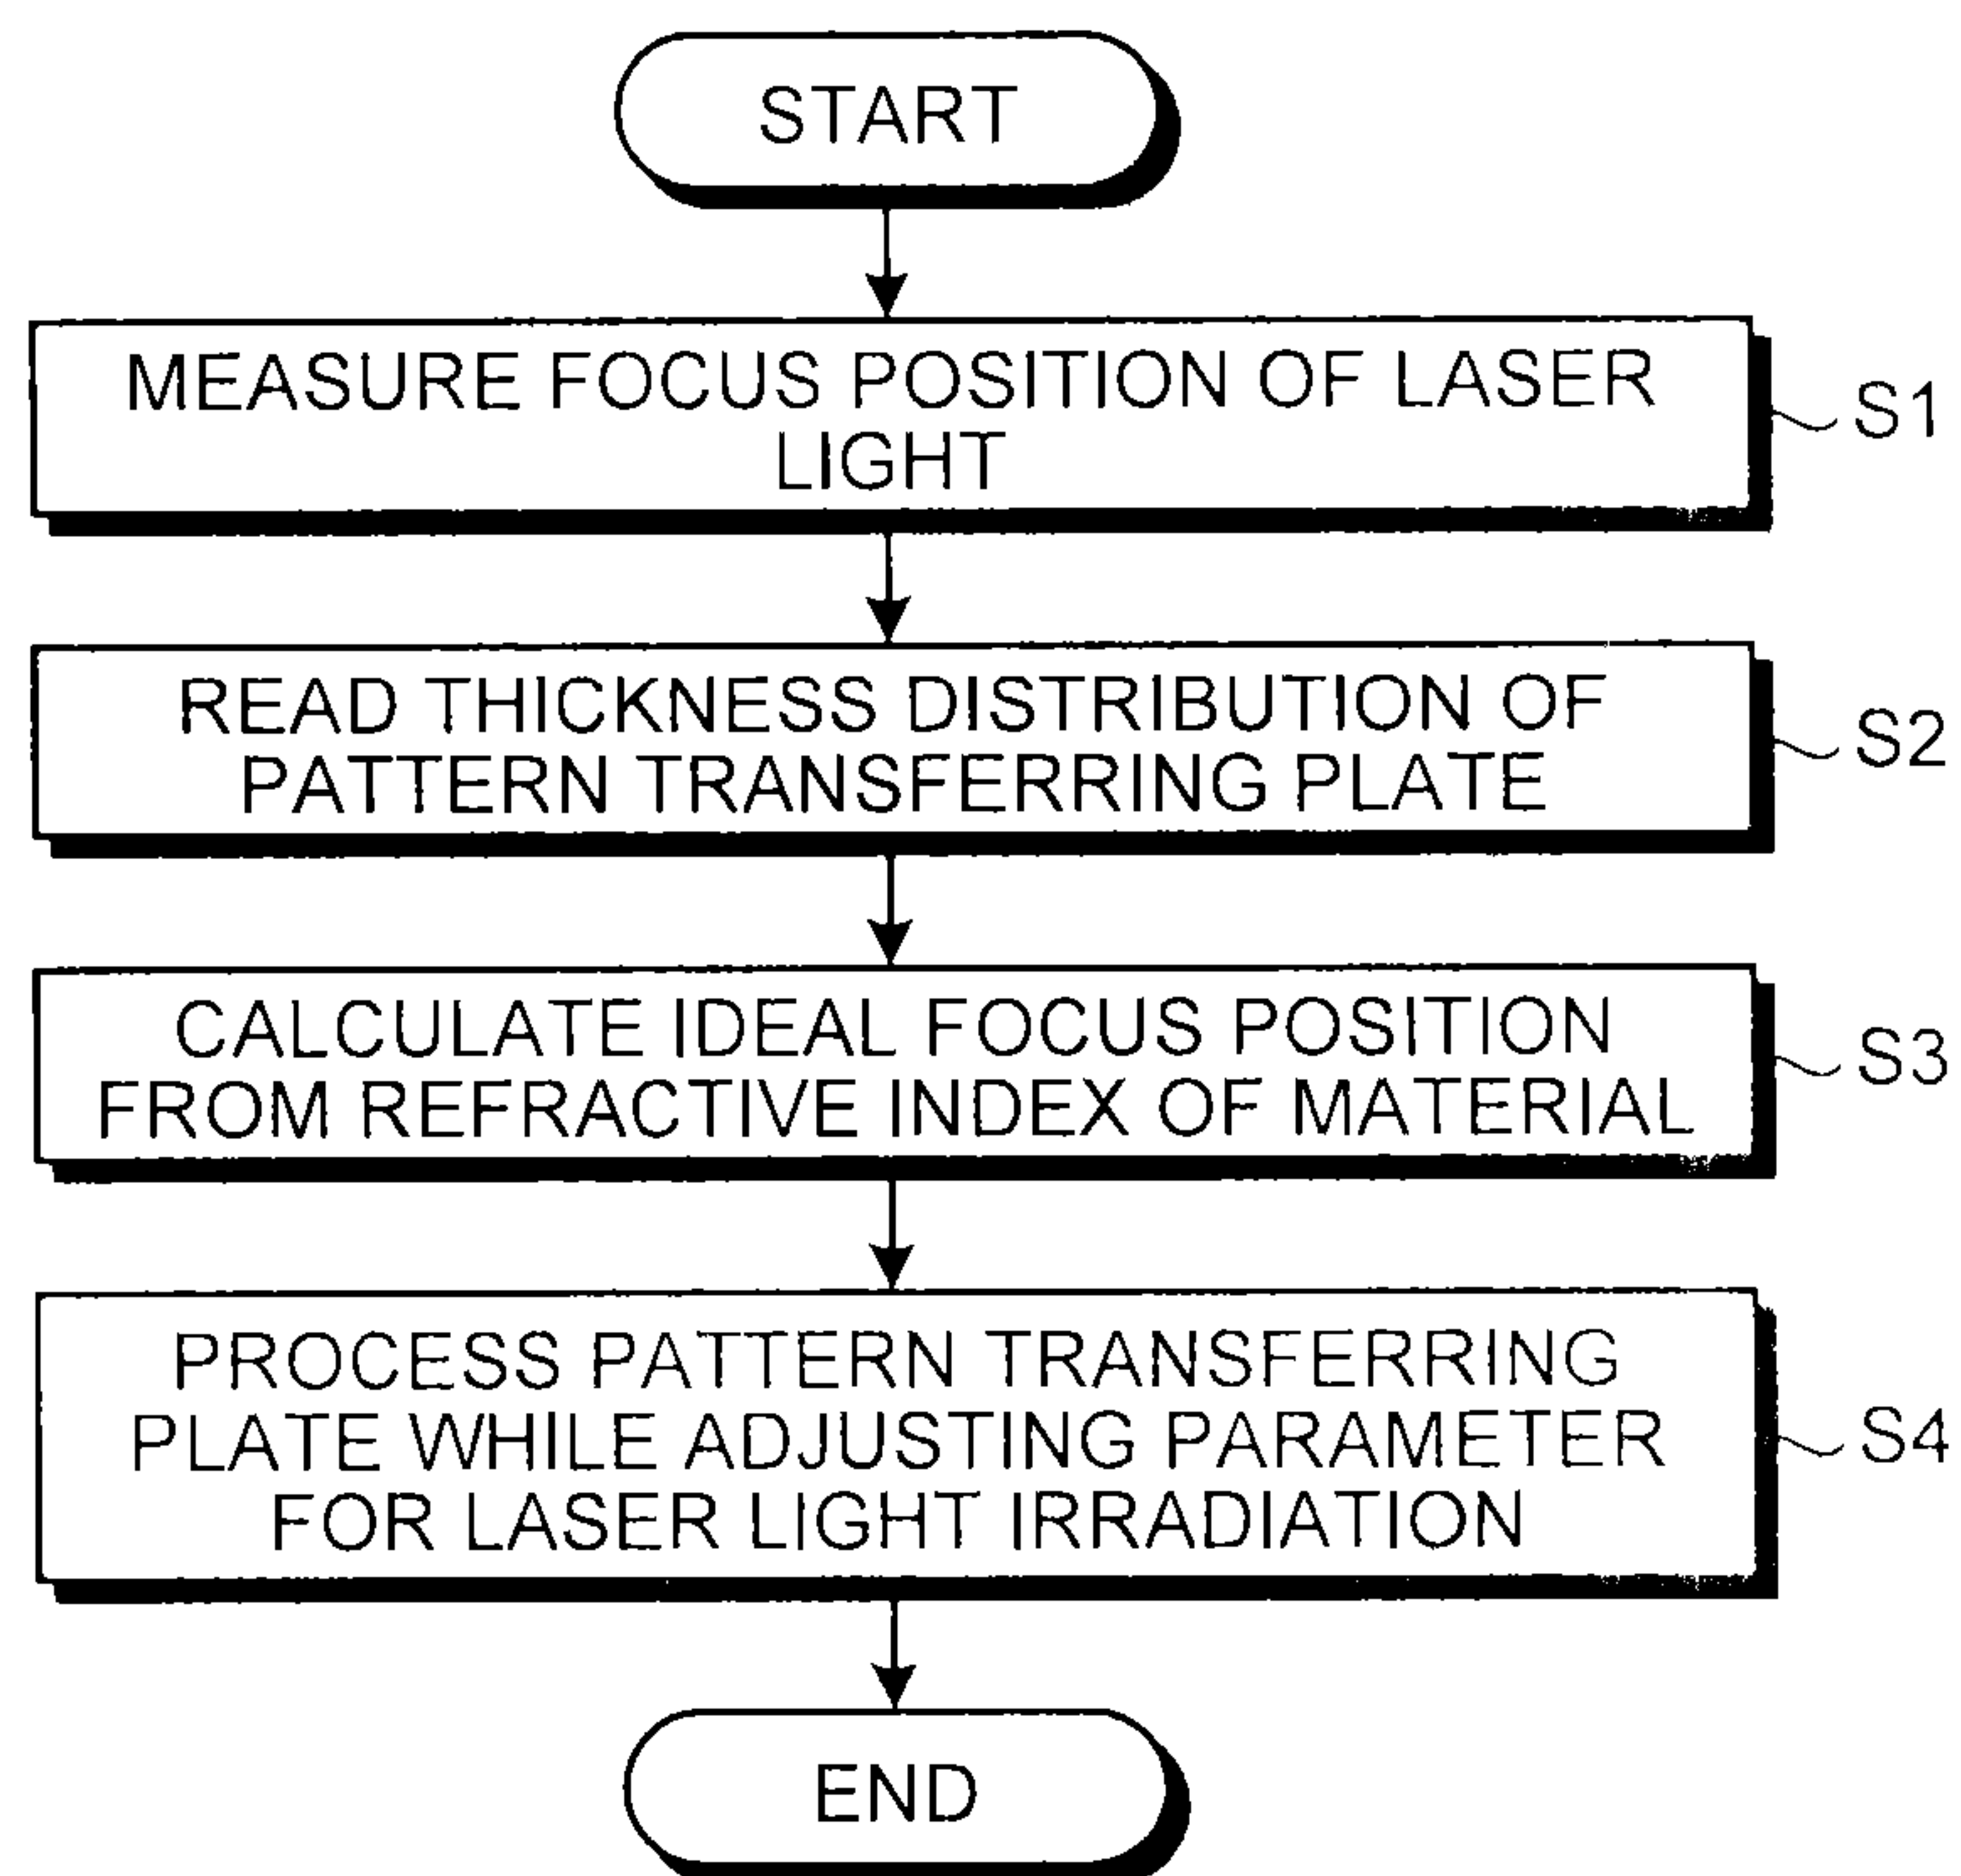 START
MEASURE FOCUS POSITION OF LASER
LIGHT
S1
READ THICKNESS DISTRIBUTION OF
PATTERN TRANSFERRING PLATE
S2
CALCULATE IDEAL FOCUS POSITION
FROM REFRACTIVE INDEX OF MATERIAL
S3
PROCESS PATTERN TRANSFERRING
PLATE WHILE ADJUSTING PARAMETER
FOR LASER LIGHT IRRADIATION
S4
END